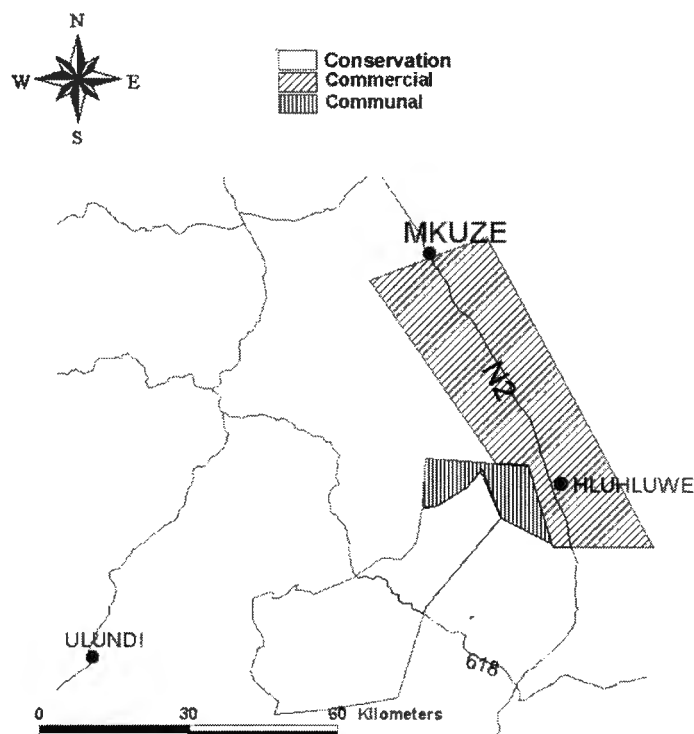 N
W E
S
Conservation
Commercial
Communal
MKUZE
N2
HLUHLUWE
ULUNDI
618
0 30 60 Kilometers